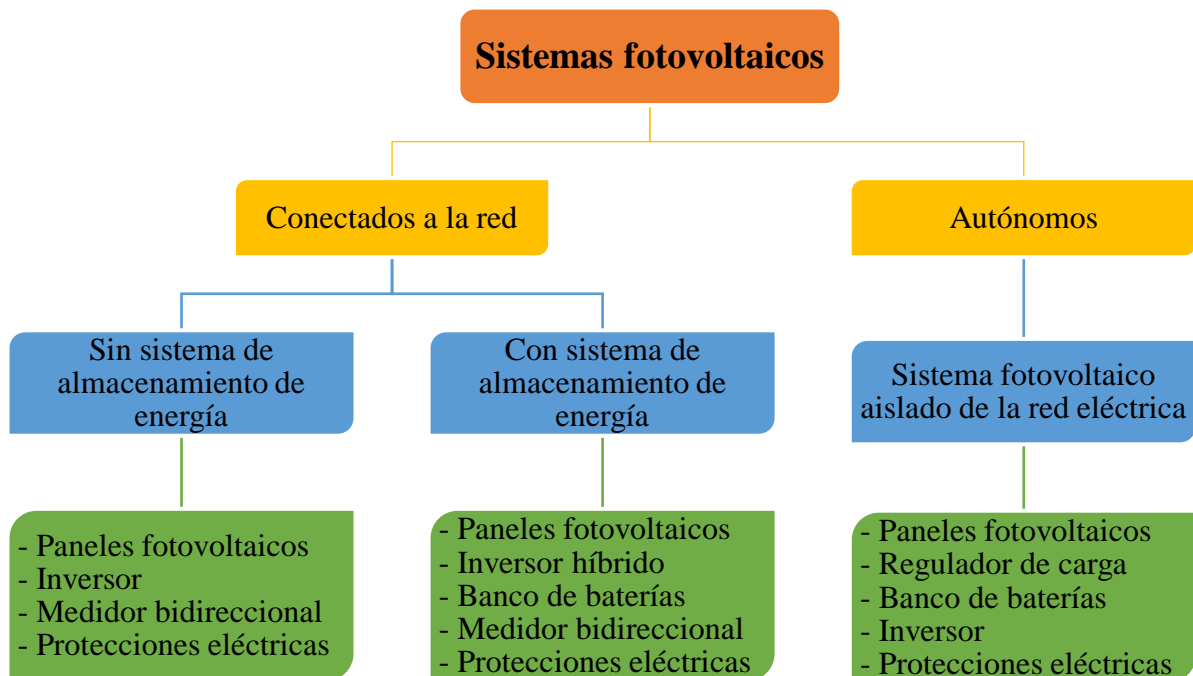 Sistemas fotovoltaicos
Conectados a la red
Autónomos
Sin sistema de
almacenamiento de
energía
Con sistema de
almacenamiento de
energía
Sistema fotovoltaico
aislado de la red eléctrica
- Paneles fotovoltaicos
- Inversor
- Medidor bidireccional
- Protecciones eléctricas
- Paneles fotovoltaicos
- Inversor híbrido
- Banco de baterías
- Medidor bidireccional
- Protecciones eléctricas
- Paneles fotovoltaicos
- Regulador de carga
- Banco de baterías
- Inversor
- Protecciones eléctricas